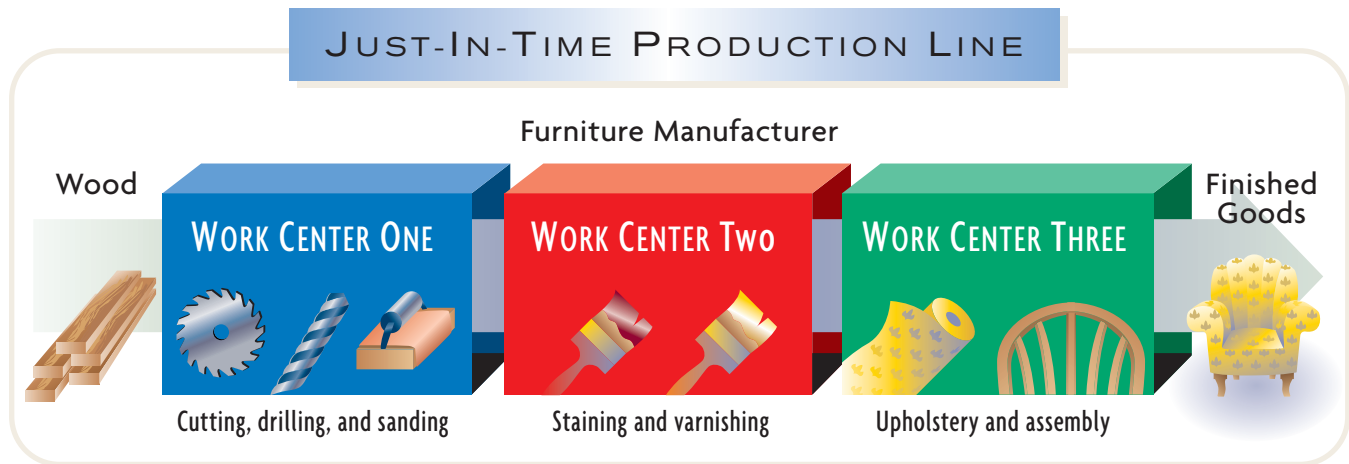 JUST-IN-TIME PRODUCTION LINE
Furniture Manufacturer
Wood
WORK CENTER ONE
WORK CENTER TWO
WORK CENTER THREE
Finished
Goods
Cutting, drilling, and sanding
Staining and varnishing
Upholstery and assembly